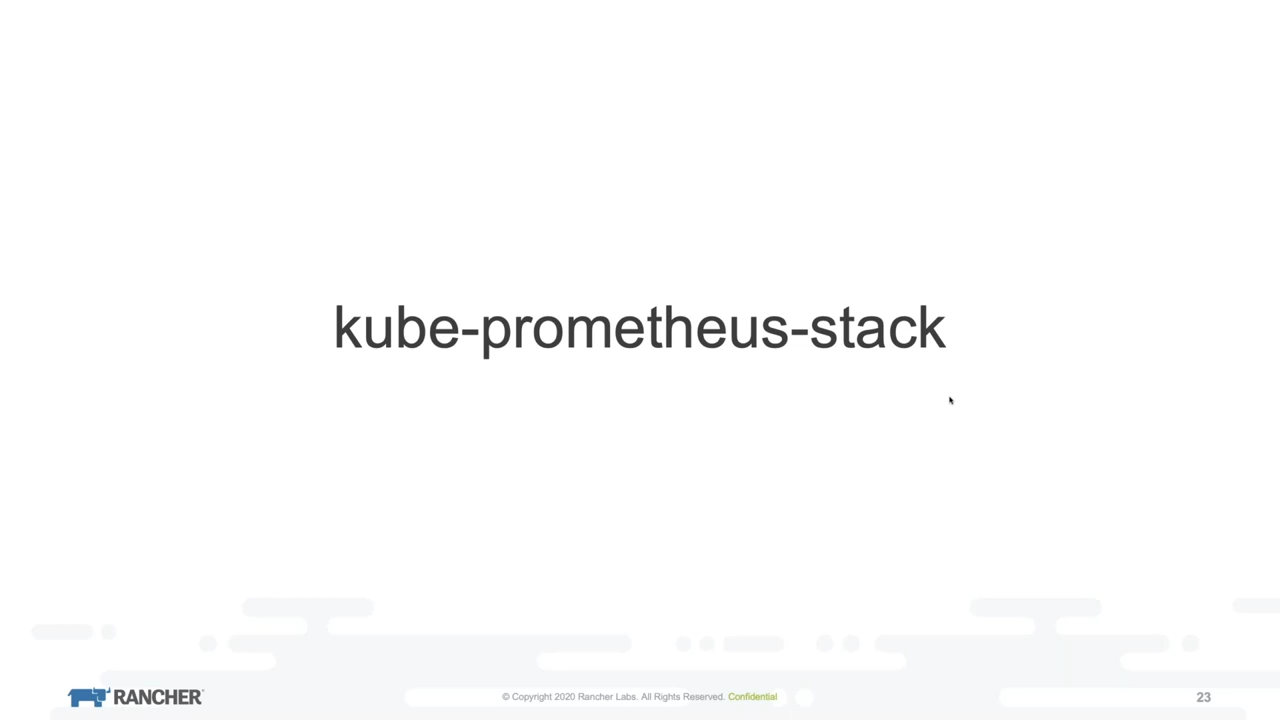 kube-prometheus-stack
RANCHER
© Copyright 2020 Rancher Labs. All Rights Reserved. Confidential
23